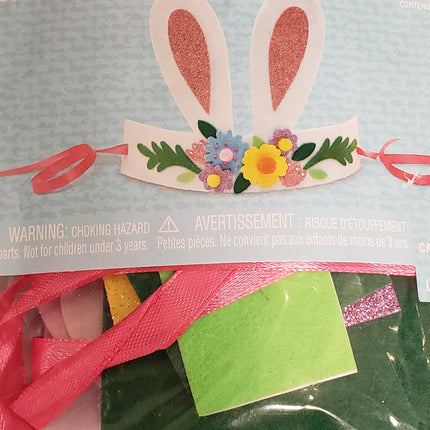 CONTENU
WARNING: CHOKING HAZARD ⚠ AVERTISSEMENT : RISQUE D'ÉTOUFFEMENT
parts. Not for children under 3 years. Petites pièces. Ne convient pas aux enfants de moins de 3 ans.
CA